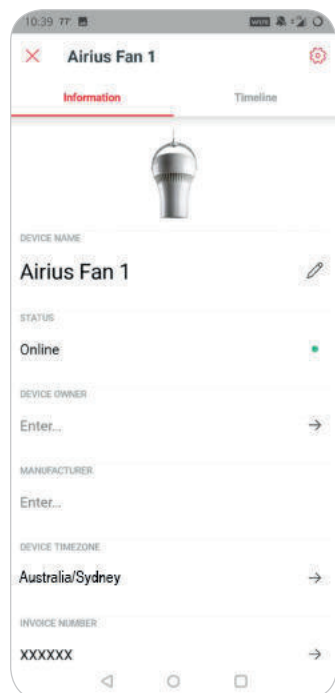 10:39
Airius Fan 1
Information Timeline
DEVICE NAME
Airius Fan 1
STATUS
Online
DEVICE OWNER
Enter...
MANUFACTURER
Enter...
DEVICE TIMEZONE
Australia/Sydney
INVOICE NUMBER
XXXXXX